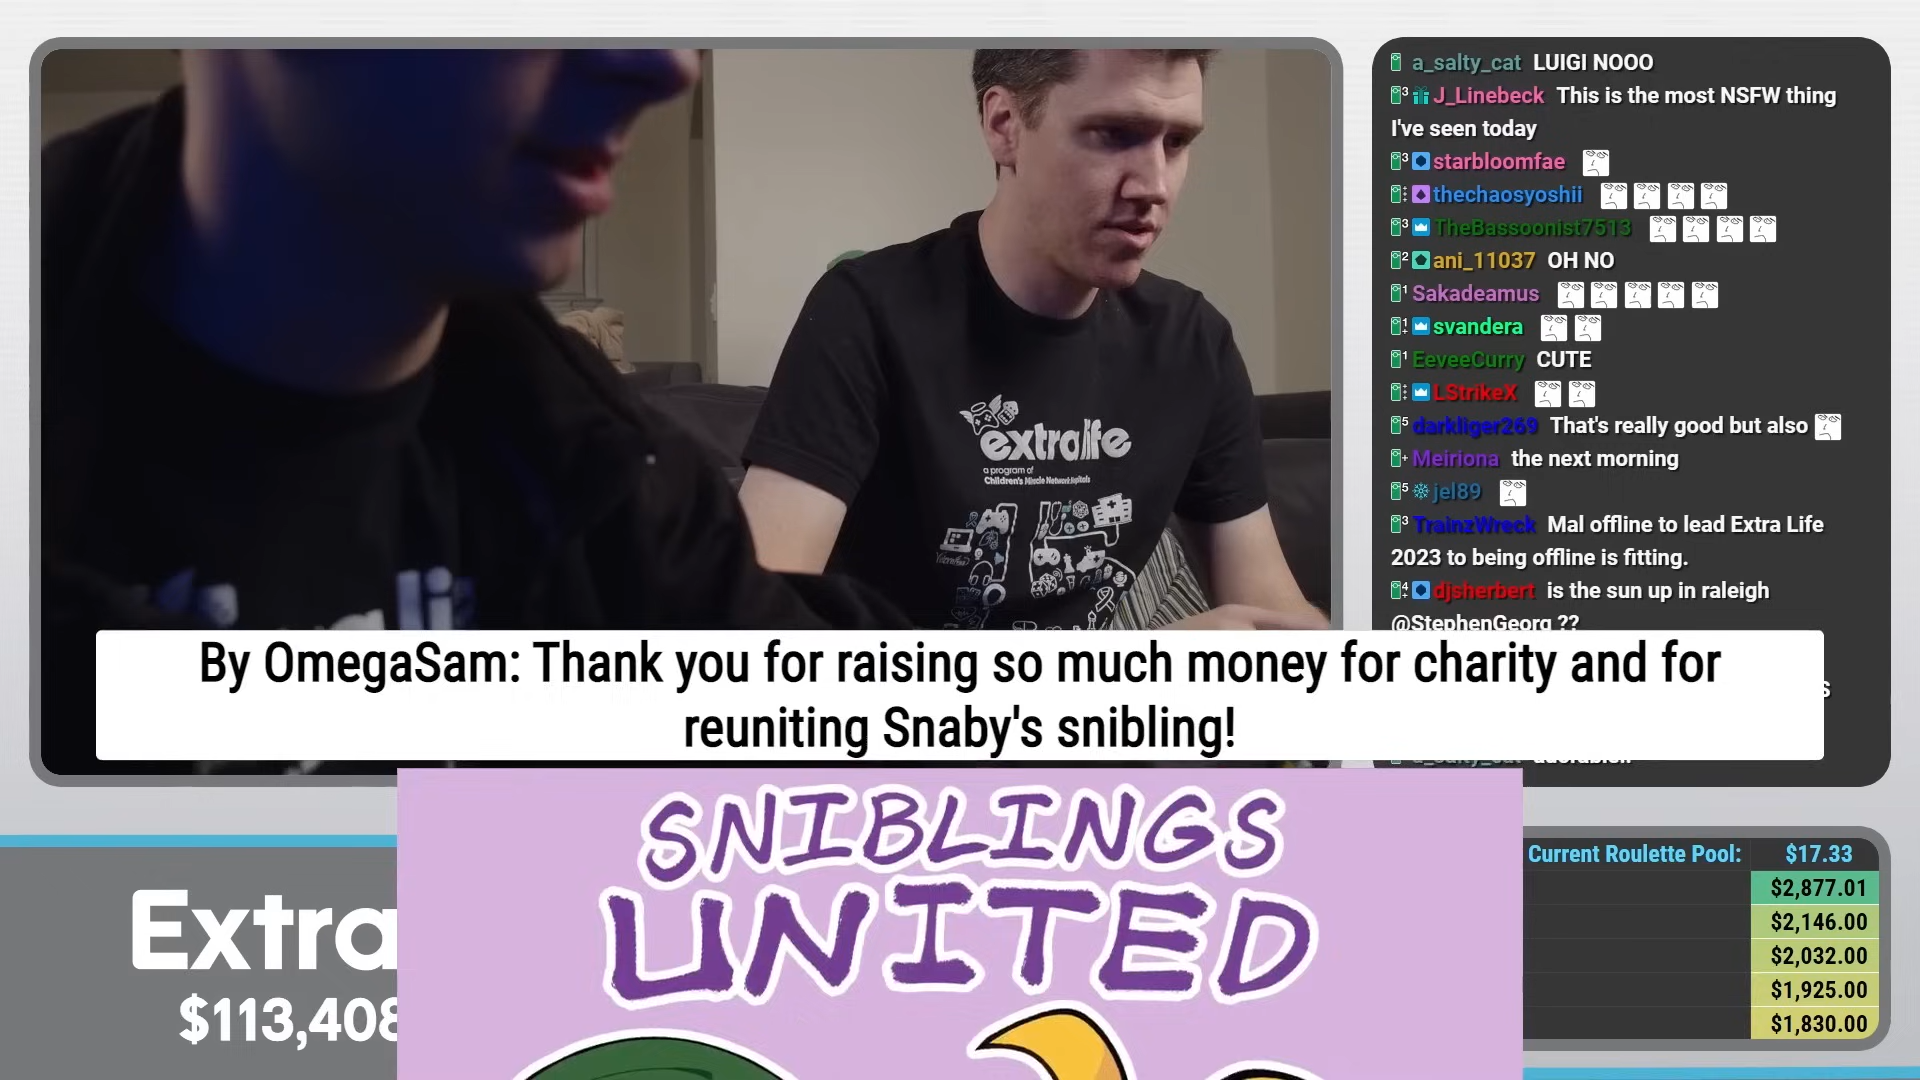 a_salty_cat LUIGI NOOO
J_Linebeck This is the most NSFW thing
I've seen today
starbloomfae
thechaosyoshii
TheBassoonist7513
ani_11037 OH NO
Sakadeamus
svandera
EeveeCurry CUTE
LStrikeX
darkliger269 That's really good but also
Meiriona the next morning
jel89
TrainzWreck Mal offline to lead Extra Life
2023 to being offline is fitting.
djsherbert is the sun up in raleigh
@StephenGeorg ??
extralife
a program of
Children's Miracle Network Hospitals
By OmegaSam: Thank you for raising so much money for charity and for
reuniting Snaby's snibling!
SNIBLINGS
UNITED
Extra
$113,408
Current Roulette Pool: $17.33
$2,877.01
$2,146.00
$2,032.00
$1,925.00
$1,830.00